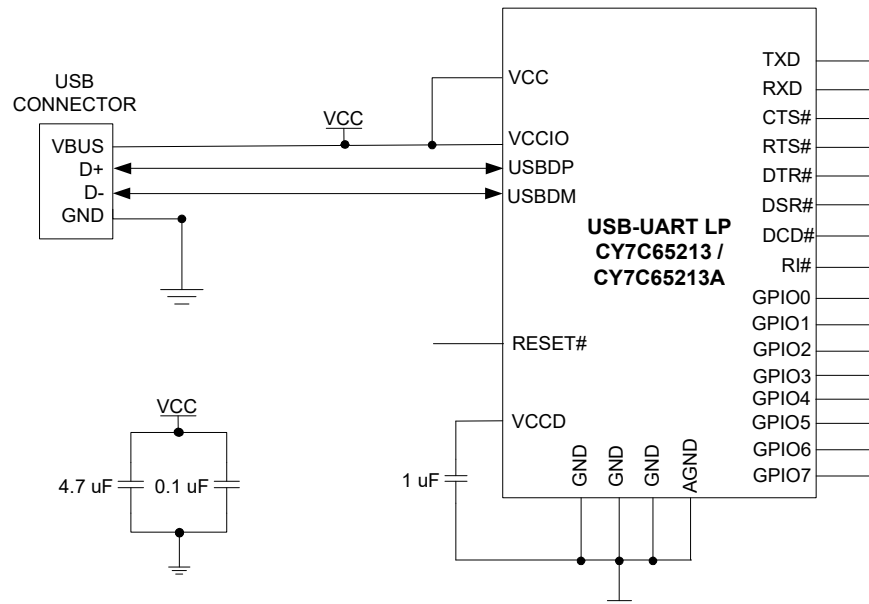 USB
CONNECTOR
VBUS
D+
D-
GND
VCC
VCC
VCCIO
USBDP
USBDM
RESET#
VCCD
USB-UART LP
CY7C65213 /
CY7C65213A
GND
GND
GND
AGND
TXD
RXD
CTS#
RTS#
DTR#
DSR#
DCD#
RI#
GPIO0
GPIO1
GPIO2
GPIO3
GPIO4
GPIO5
GPIO6
GPIO7
VCC
4.7 uF
0.1 uF
1 uF